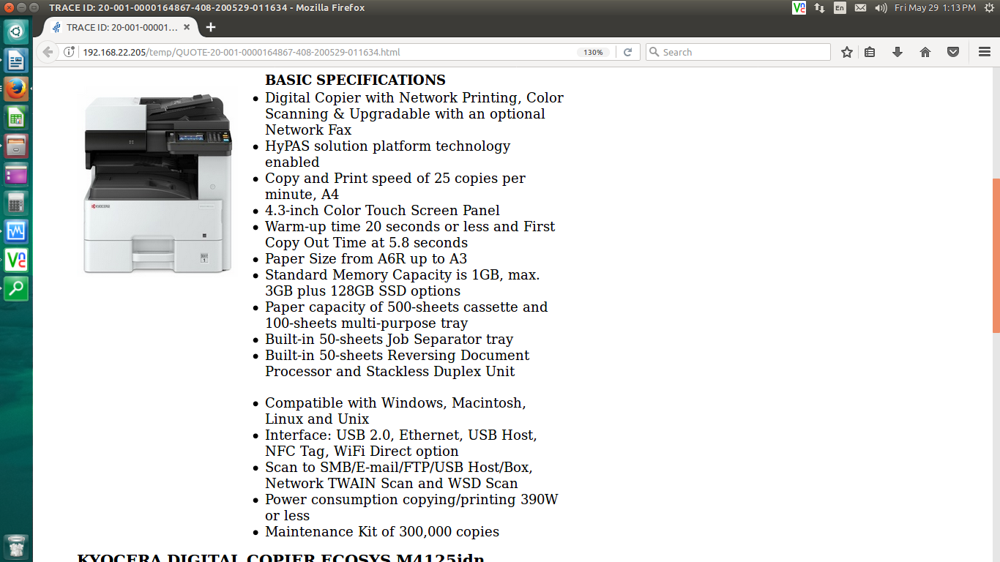 TRACE ID: 20-001-0000164867-408-200529-011634 - Mozilla Firefox
En
Fri May 29 1:13 PM
TRACE ID: 20-001-00001...
192.168.22.205/temp/QUOTE-20-001-0000164867-408-200529-011634.html
130%
Search
BASIC SPECIFICATIONS
Digital Copier with Network Printing, Color
Scanning & Upgradable with an optional
Network Fax
HyPAS solution platform technology
enabled
Copy and Print speed of 25 copies per
minute, A4
4.3-inch Color Touch Screen Panel
Warm-up time 20 seconds or less and First
Copy Out Time at 5.8 seconds
Paper Size from A6R up to A3
Standard Memory Capacity is 1GB, max.
3GB plus 128GB SSD options
Paper capacity of 500-sheets cassette and
100-sheets multi-purpose tray
Built-in 50-sheets Job Separator tray
Built-in 50-sheets Reversing Document
Processor and Stackless Duplex Unit
Compatible with Windows, Macintosh,
Linux and Unix
Interface: USB 2.0, Ethernet, USB Host,
NFC Tag, WiFi Direct option
Scan to SMB/E-mail/FTP/USB Host/Box,
Network TWAIN Scan and WSD Scan
Power consumption copying/printing 390W
or less
Maintenance Kit of 300,000 copies
KYOCERA DIGITAL COPIER ECOSYS M4125idn
KYOCERA